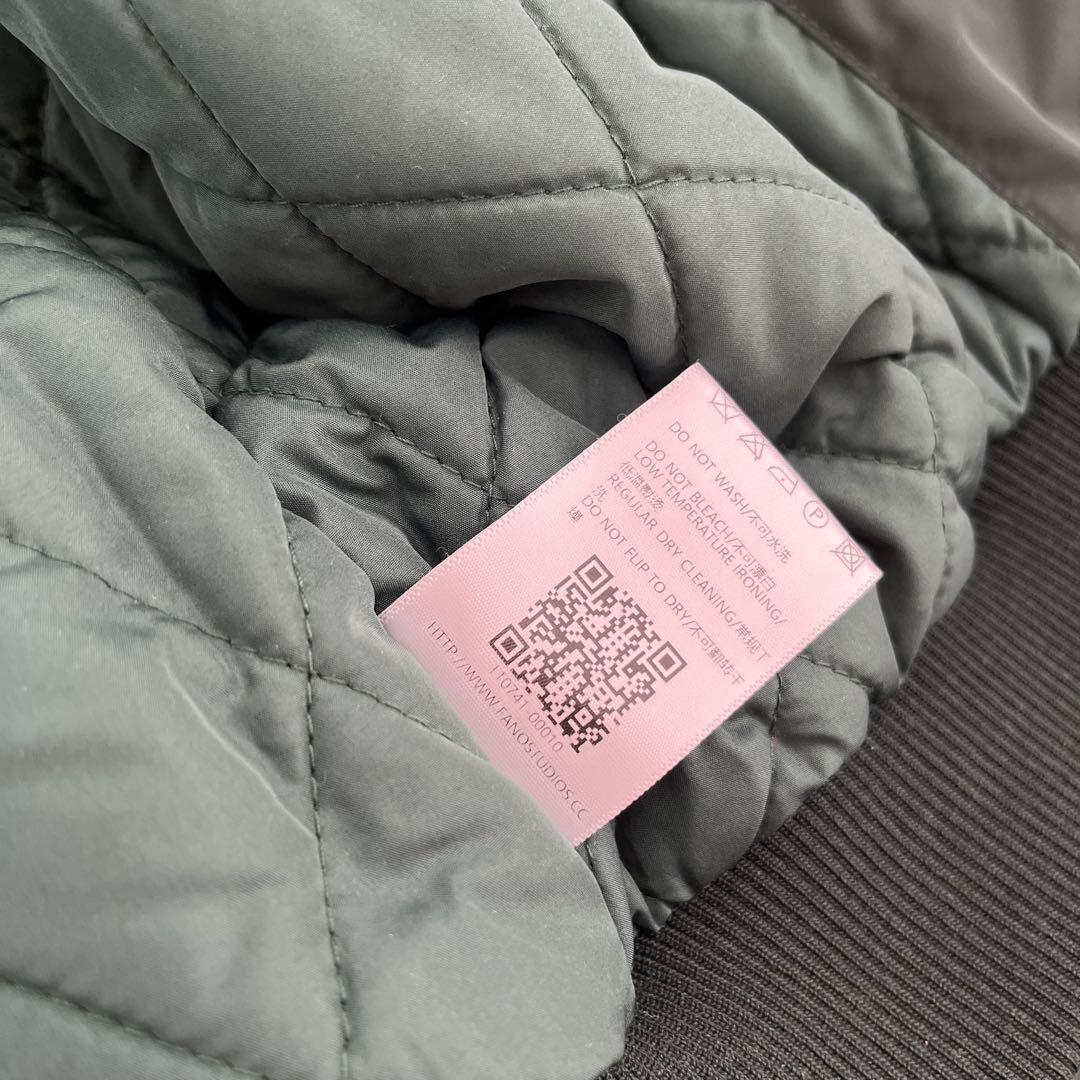 DO NOT WASH/不可水洗
DO NOT BLEACH/不可漂白
LOW TEMPERATURE IRONING/
低温熨烫
REGULAR DRY CLEANING/常规干
洗
DO NOT FLIP TO DRY/不可翻转干
燥
110741-00010
HTTP://WWW.FANOSTUDIOS.CC
P